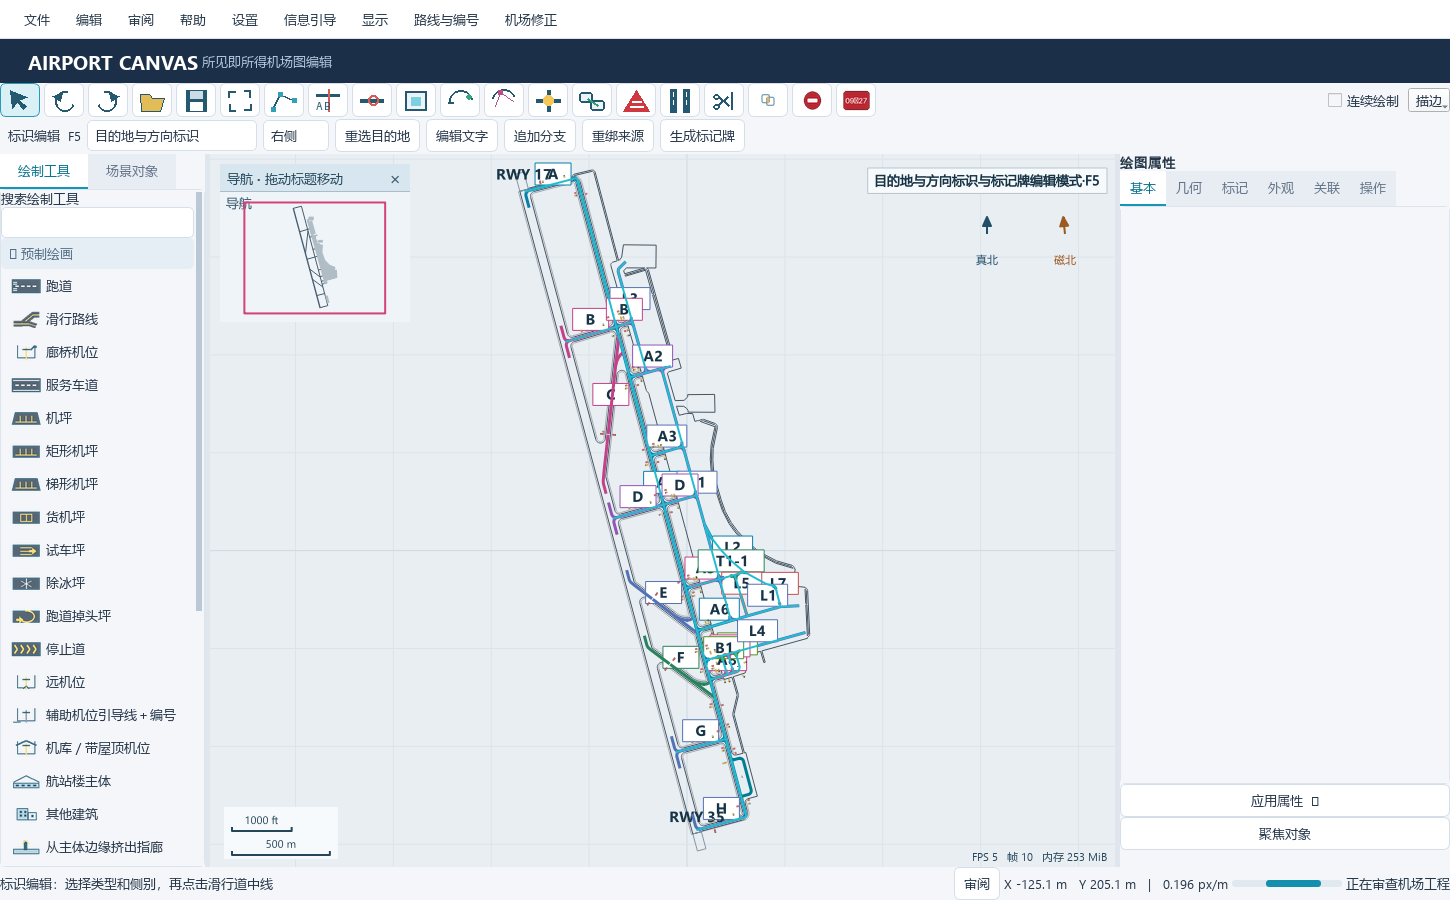 文件 编辑 审阅 帮助 设置 信息引导 显示 路线与编号 机场修正
AIRPORT CANVAS 所见即所得机场图编辑
AB
09 27
连续绘制 描边
标识编辑 F5 目的地与方向标识 右侧 重选目的地 编辑文字 追加分支 重绑来源 生成标记牌
绘制工具 场景对象
搜索绘制工具
预制绘画
跑道
滑行路线
廊桥机位
服务车道
机坪
矩形机坪
梯形机坪
货机坪
试车坪
除冰坪
跑道掉头坪
停止道
远机位
辅助机位引导线 + 编号
机库 / 带屋顶机位
航站楼主体
其他建筑
从主体边缘挤出指廊
导航 · 拖动标题移动 ×
导航
RWY 17
A
目的地与方向标识与标记牌编辑模式·F5
真北 磁北
B
B
A2
C
A3
D
D
1
L2
T1-1
L5
L7
L1
E
A6
L4
B1
F
G
H
RWY 35
1000 ft
500 m
FPS 5 帧 10 内存 253 MiB
绘图属性
基本 几何 标记 外观 关联 操作
应用属性
聚焦对象
标识编辑：选择类型和侧别，再点击滑行道中线
审阅 X -125.1 m Y 205.1 m | 0.196 px/m 正在审查机场工程